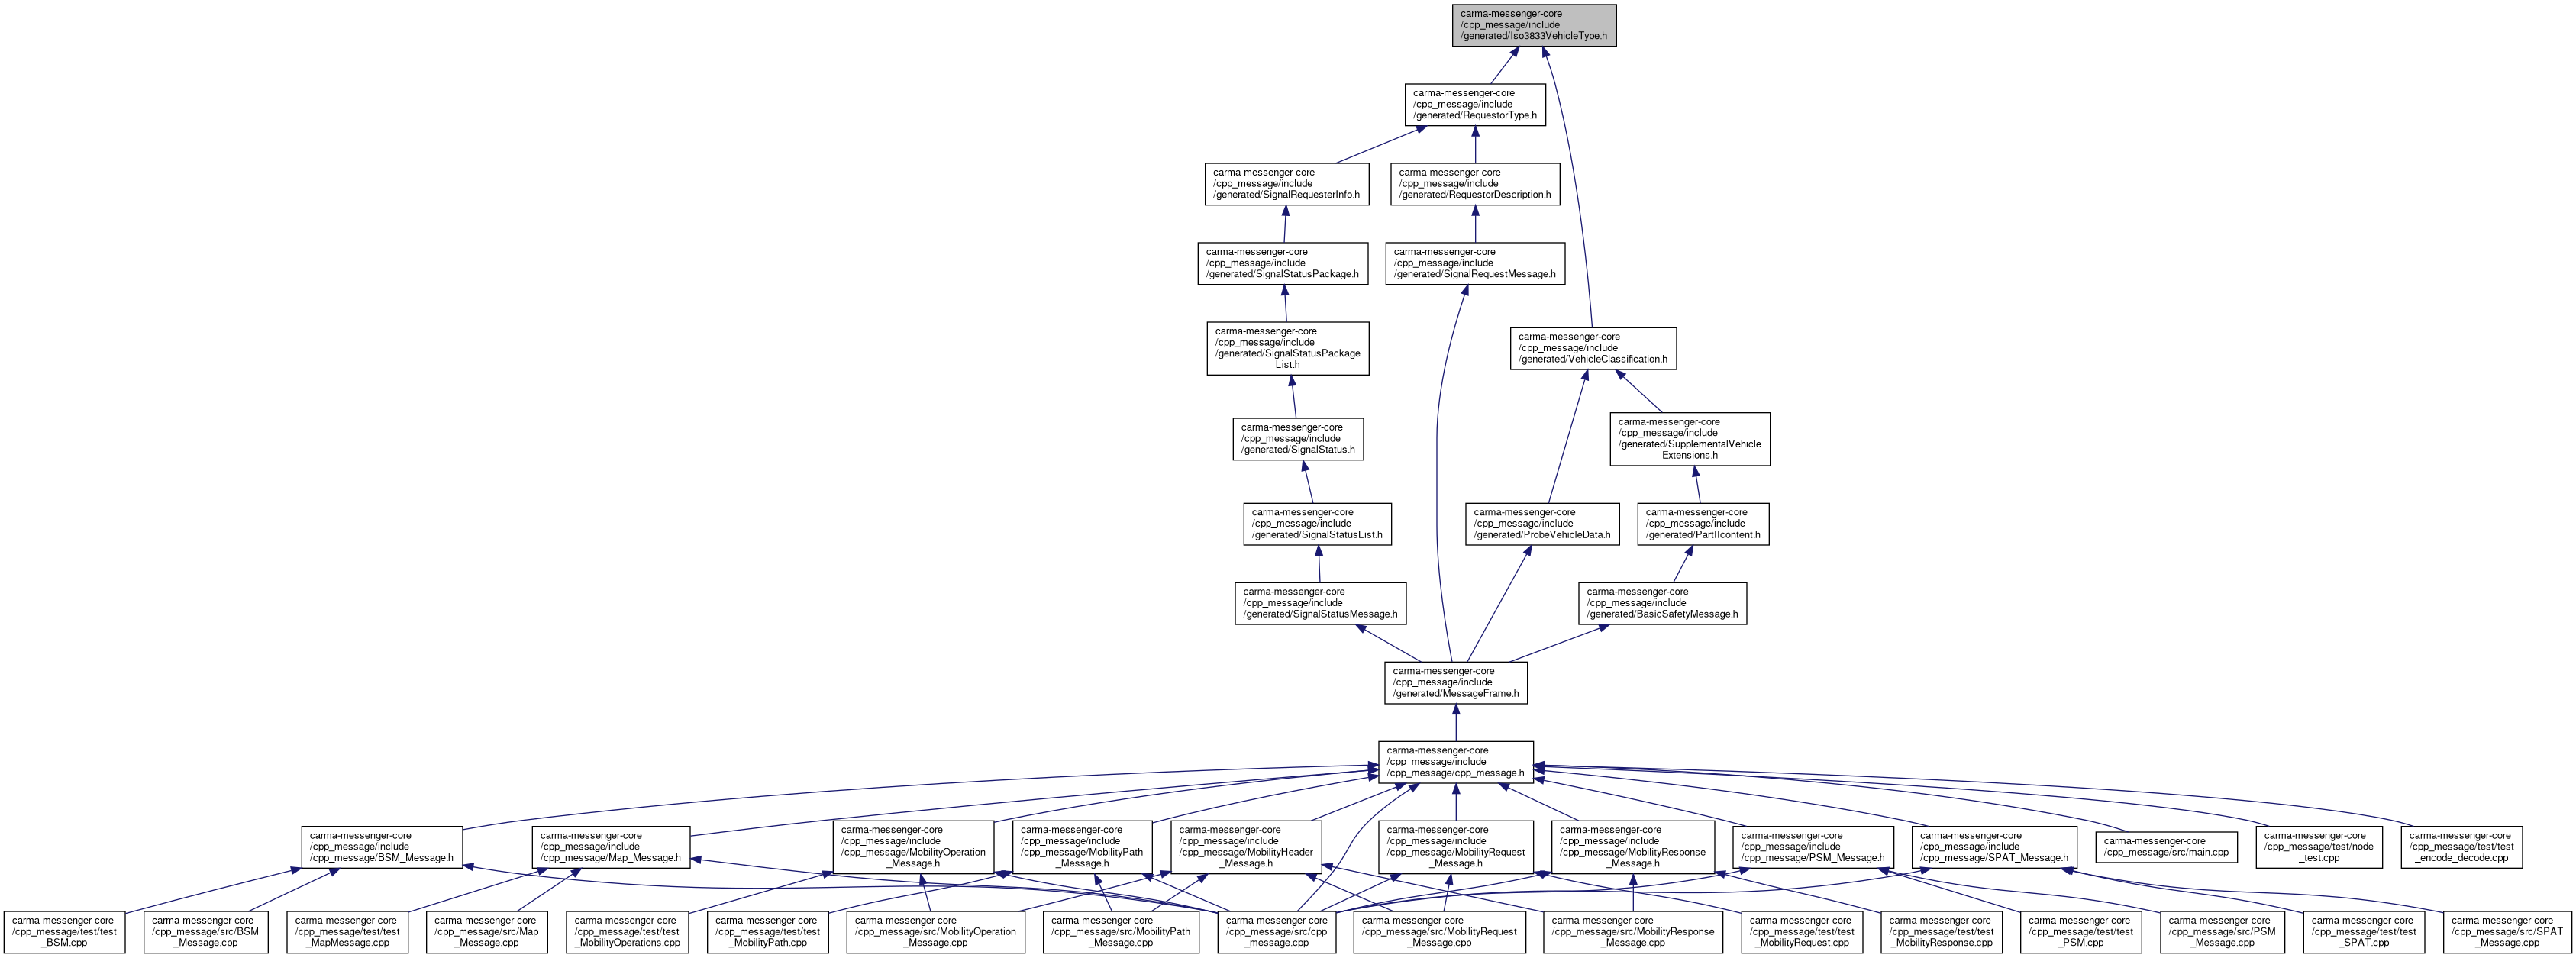 carma-messenger-core
/cpp_message/include
/generated/Iso3833VehicleType.h
carma-messenger-core
/cpp_message/include
/generated/RequestorType.h
carma-messenger-core
/cpp_message/include
/generated/SignalRequesterInfo.h
carma-messenger-core
/cpp_message/include
/generated/RequestorDescription.h
carma-messenger-core
/cpp_message/include
/generated/SignalStatusPackage.h
carma-messenger-core
/cpp_message/include
/generated/SignalRequestMessage.h
carma-messenger-core
/cpp_message/include
/generated/SignalStatusPackage
List.h
carma-messenger-core
/cpp_message/include
/generated/VehicleClassification.h
carma-messenger-core
/cpp_message/include
/generated/SignalStatus.h
carma-messenger-core
/cpp_message/include
/generated/SupplementalVehicle
Extensions.h
carma-messenger-core
/cpp_message/include
/generated/SignalStatusList.h
carma-messenger-core
/cpp_message/include
/generated/ProbeVehicleData.h
carma-messenger-core
/cpp_message/include
/generated/PartIIcontent.h
carma-messenger-core
/cpp_message/include
/generated/SignalStatusMessage.h
carma-messenger-core
/cpp_message/include
/generated/BasicSafetyMessage.h
carma-messenger-core
/cpp_message/include
/generated/MessageFrame.h
carma-messenger-core
/cpp_message/include
/cpp_message/cpp_message.h
carma-messenger-core
/cpp_message/include
/cpp_message/BSM_Message.h
carma-messenger-core
/cpp_message/include
/cpp_message/Map_Message.h
carma-messenger-core
/cpp_message/include
/cpp_message/MobilityOperation
_Message.h
carma-messenger-core
/cpp_message/include
/cpp_message/MobilityPath
_Message.h
carma-messenger-core
/cpp_message/include
/cpp_message/MobilityHeader
_Message.h
carma-messenger-core
/cpp_message/include
/cpp_message/MobilityRequest
_Message.h
carma-messenger-core
/cpp_message/include
/cpp_message/MobilityResponse
_Message.h
carma-messenger-core
/cpp_message/include
/cpp_message/PSM_Message.h
carma-messenger-core
/cpp_message/include
/cpp_message/SPAT_Message.h
carma-messenger-core
/cpp_message/src/main.cpp
carma-messenger-core
/cpp_message/test/node
_test.cpp
carma-messenger-core
/cpp_message/test/test
_encode_decode.cpp
carma-messenger-core
/cpp_message/test/test
_BSM.cpp
carma-messenger-core
/cpp_message/src/BSM
_Message.cpp
carma-messenger-core
/cpp_message/test/test
_MapMessage.cpp
carma-messenger-core
/cpp_message/src/Map
_Message.cpp
carma-messenger-core
/cpp_message/test/test
_MobilityOperations.cpp
carma-messenger-core
/cpp_message/test/test
_MobilityPath.cpp
carma-messenger-core
/cpp_message/src/MobilityOperation
_Message.cpp
carma-messenger-core
/cpp_message/src/MobilityPath
_Message.cpp
carma-messenger-core
/cpp_message/src/cpp
_message.cpp
carma-messenger-core
/cpp_message/src/MobilityRequest
_Message.cpp
carma-messenger-core
/cpp_message/src/MobilityResponse
_Message.cpp
carma-messenger-core
/cpp_message/test/test
_MobilityRequest.cpp
carma-messenger-core
/cpp_message/test/test
_MobilityResponse.cpp
carma-messenger-core
/cpp_message/test/test
_PSM.cpp
carma-messenger-core
/cpp_message/src/PSM
_Message.cpp
carma-messenger-core
/cpp_message/test/test
_SPAT.cpp
carma-messenger-core
/cpp_message/src/SPAT
_Message.cpp